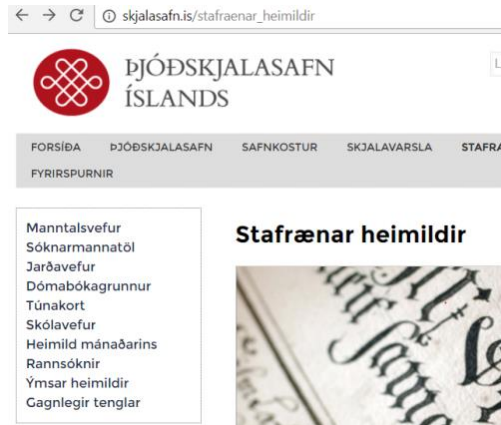 skjalasafn.is/stafraenar_heimildir
ÞJÓÐSKJALASAFN
ÍSLANDS
FORSÍÐA ÞJÓÐSKJALASAFN SAFNKOSTUR SKJALAVARSLA STAFRA
FYRIRSPURNIR
Manntalsvefur
Sóknarmannatöl
Jarðavefur
Dómabókagrunnur
Túnakort
Skólavefur
Heimild mánaðarins
Rannsóknir
Ýmsar heimildir
Gagnlegir tenglar
Stafrænar heimildir